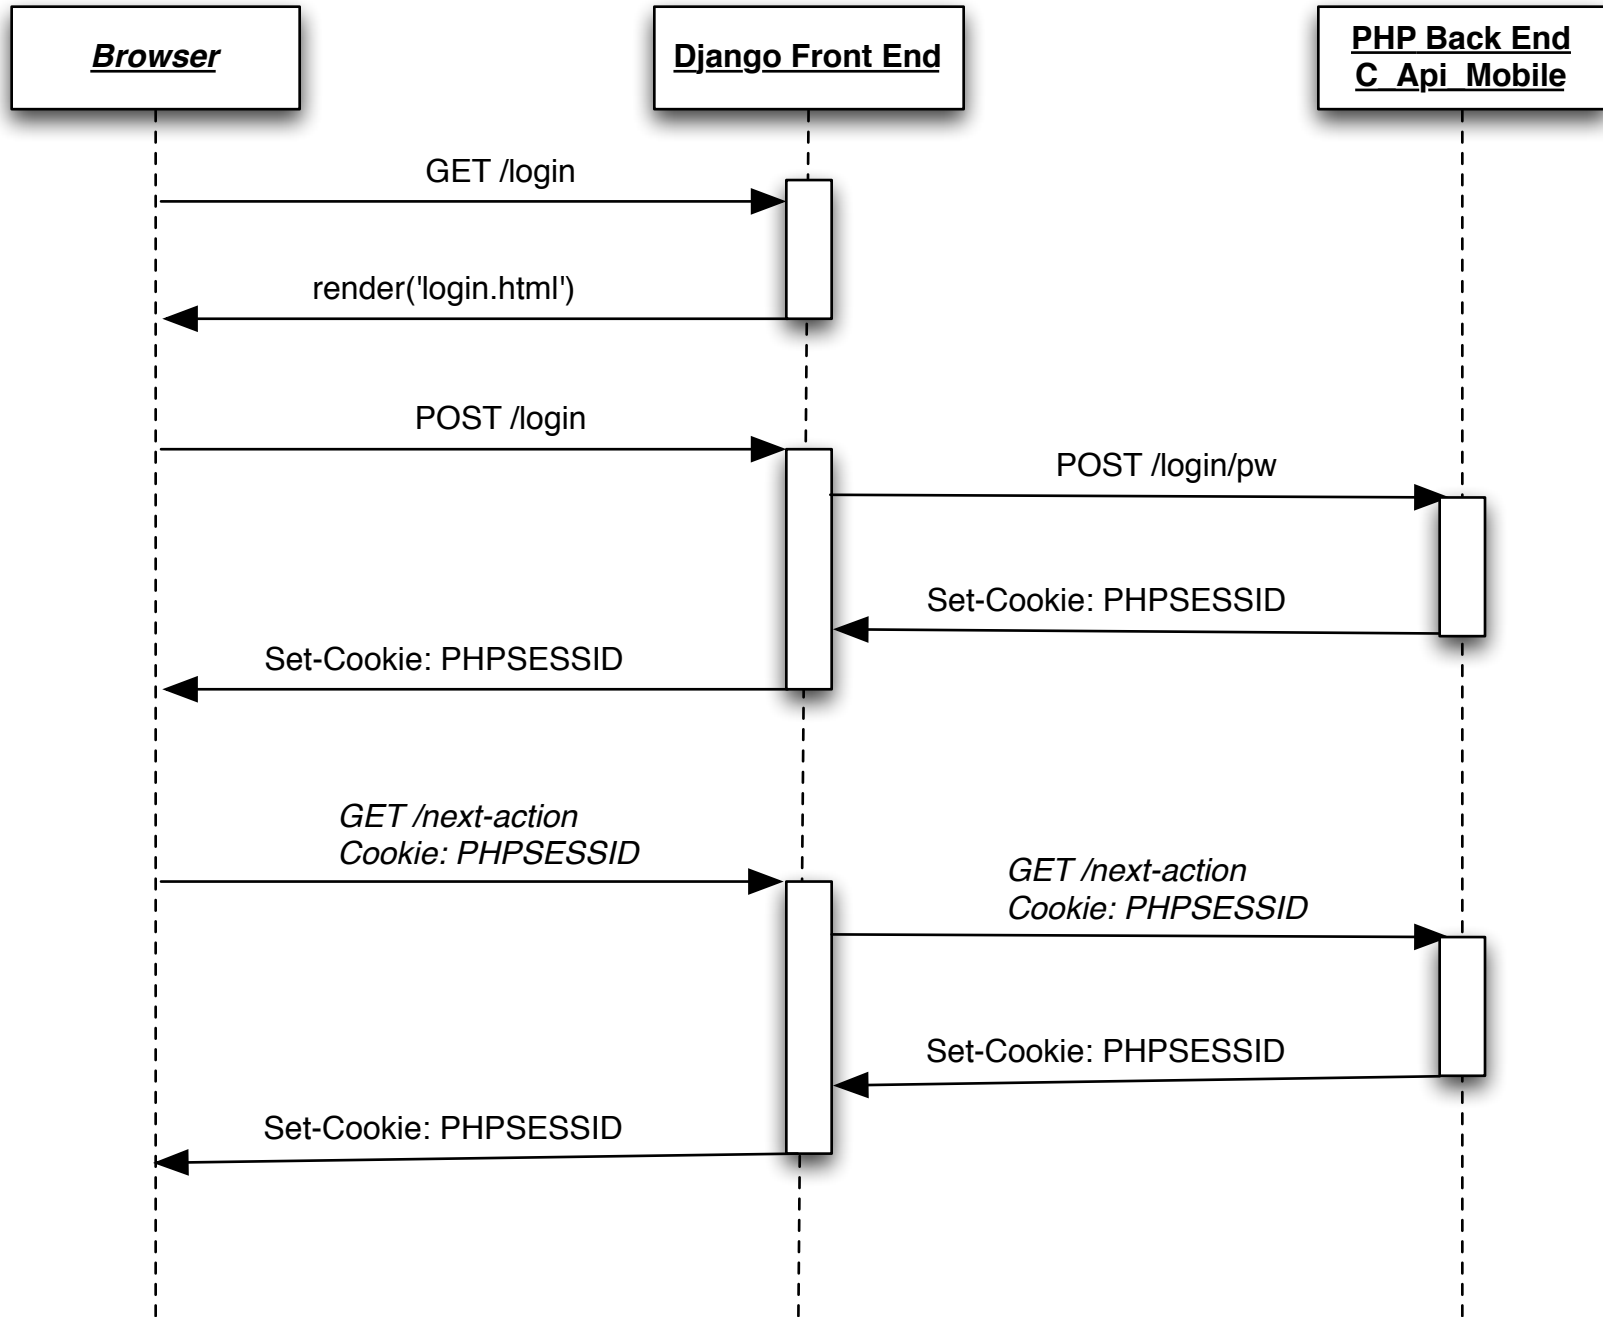 Browser
Django Front End
PHP Back End
C_Api_Mobile
GET /login
render('login.html')
POST /login
POST /login/pw
Set-Cookie: PHPSESSID
Set-Cookie: PHPSESSID
GET /next-action
Cookie: PHPSESSID
GET /next-action
Cookie: PHPSESSID
Set-Cookie: PHPSESSID
Set-Cookie: PHPSESSID